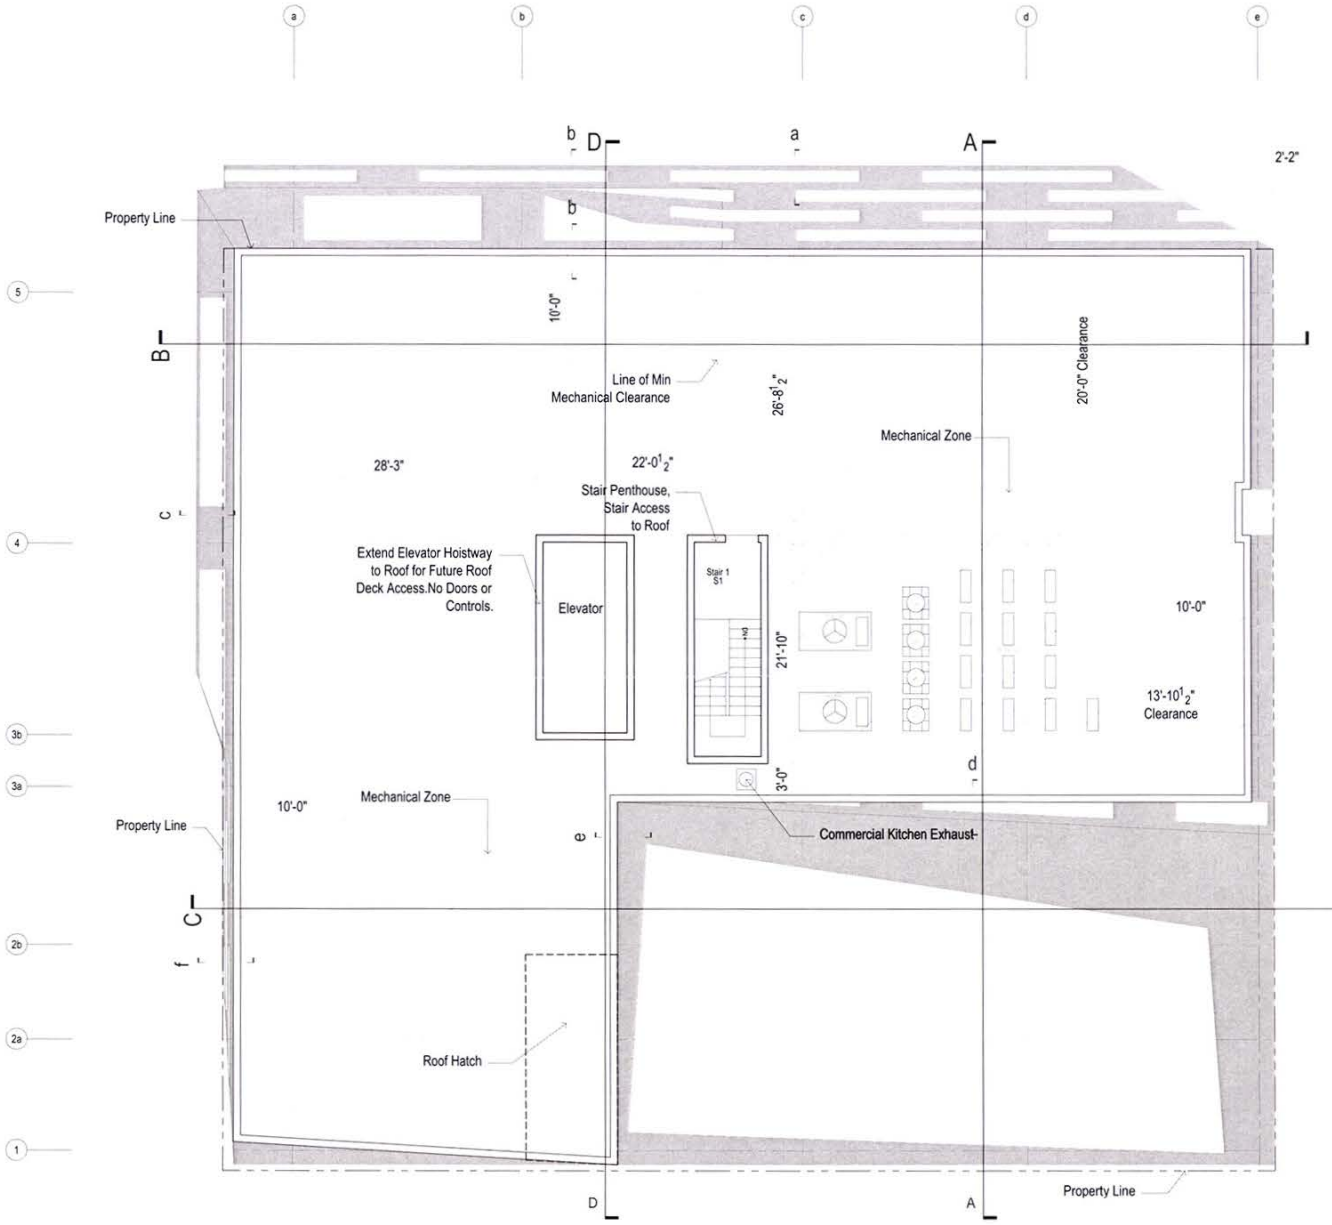 a
b
c
d
e
b
D
a
A
2'-2"
Property Line
b
5
10'-0"
B
20'-0" Clearance
Line of Min
Mechanical Clearance
26'-8 1/2"
Mechanical Zone
28'-3"
22'-0 1/2"
Stair Penthouse,
Stair Access
to Roof
c
4
Extend Elevator Hoistway
to Roof for Future Roof
Deck Access.No Doors or
Controls.
Stair 1
S1
Elevator
10'-0"
DN
21'-10"
13'-10 1/2"
Clearance
3b
3a
d
3'-0"
10'-0"
Mechanical Zone
Property Line
e
Commercial Kitchen Exhaust
C
2b
f
2a
Roof Hatch
1
Property Line
D
A